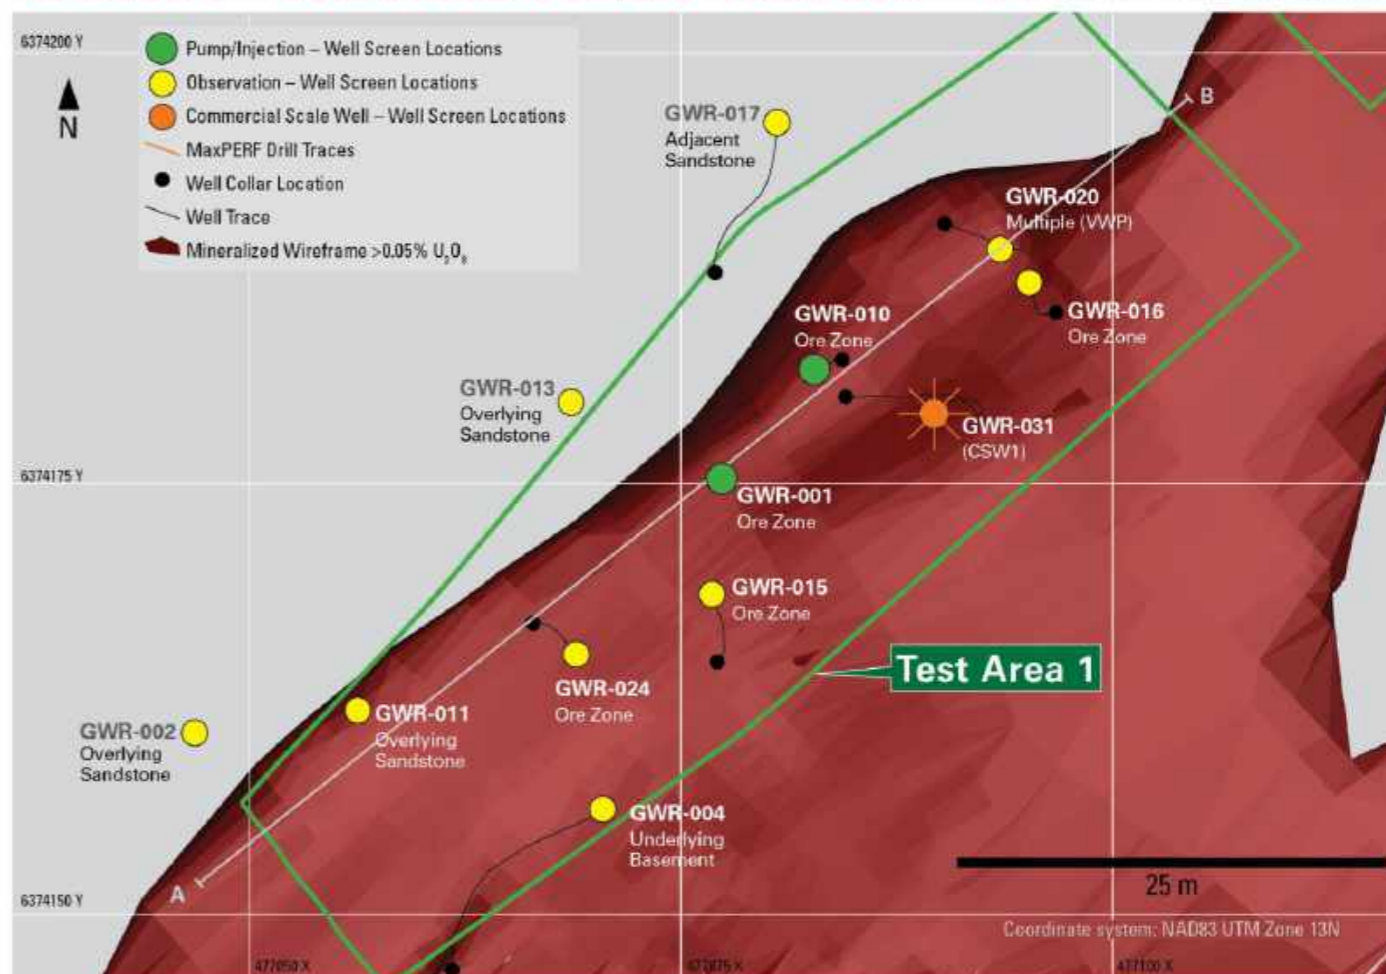 6374200 Y
Pump/Injection – Well Screen Locations
Observation – Well Screen Locations
Commercial Scale Well – Well Screen Locations
MaxPERF Drill Traces
Well Collar Location
Well Trace
Mineralized Wireframe >0.05% U₃O₈
N
GWR-017
Adjacent
Sandstone
B
GWR-020
Multiple (VWP)
GWR-016
Ore Zone
GWR-010
Ore Zone
GWR-013
Overlying
Sandstone
GWR-031
(CSW1)
6374175 Y
GWR-001
Ore Zone
GWR-015
Ore Zone
Test Area 1
GWR-024
Ore Zone
GWR-011
Overlying
Sandstone
GWR-002
Overlying
Sandstone
GWR-004
Underlying
Basement
A
25 m
6374150 Y
Coordinate system: NAD83 UTM Zone 13N
477050 X
477075 X
477100 X